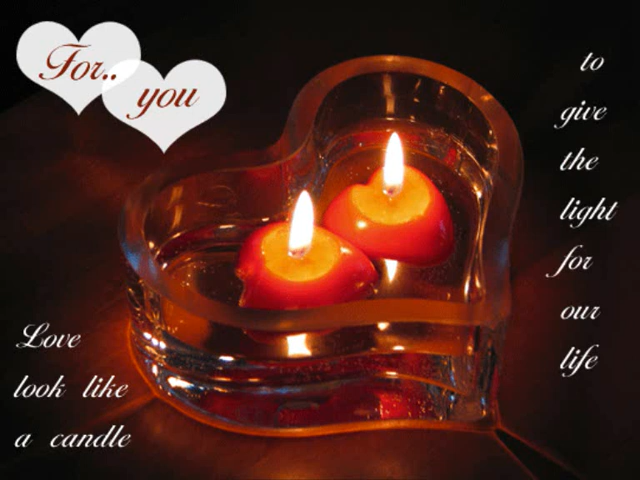 For..
you
Love
look like
a candle
to
give
the
light
for
our
life